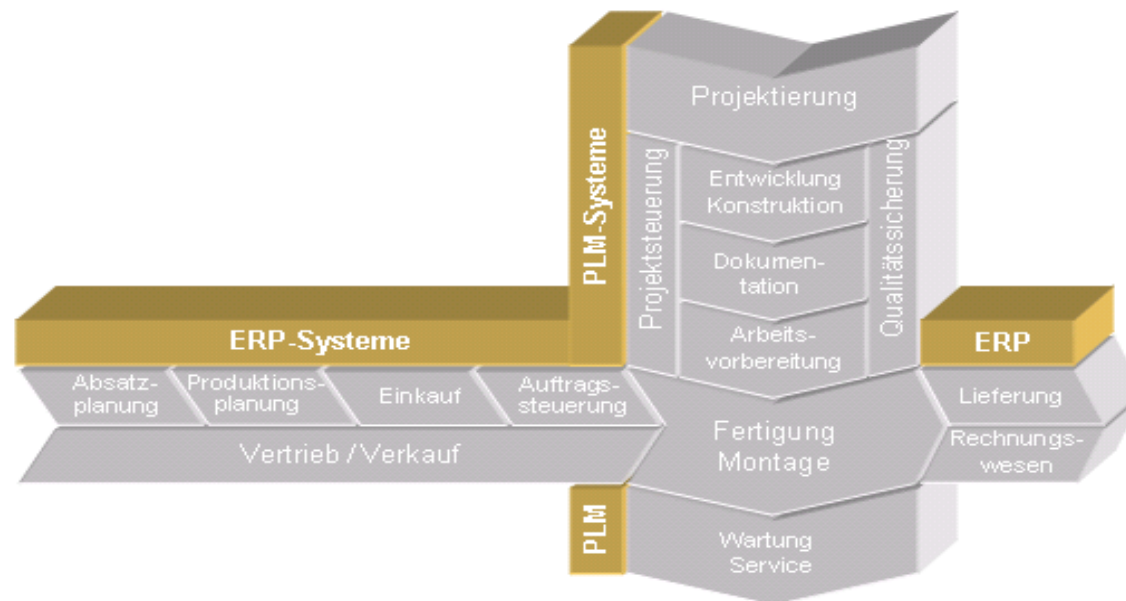 Projektierung
PLM-Systeme
Projektsteuerung
Entwicklung
Konstruktion
Dokumen-
tation
Arbeits-
vorbereitung
Qualitätssicherung
ERP-Systeme
ERP
Absatz-
planung
Produktions-
planung
Einkauf
Auftrags-
steuerung
Vertrieb / Verkauf
Fertigung
Montage
Lieferung
Rechnungs-
wesen
PLM
Wartung
Service